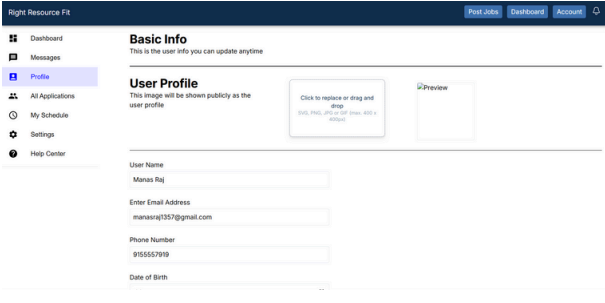 Right Resource Fit
Post Jobs
Dashboard
Account
Dashboard
Messages
Profile
All Applications
My Schedule
Settings
Help Center
Basic Info
This is the user info you can update anytime
User Profile
This image will be shown publicly as the
user profile
Click to replace or drag and
drop
SVG, PNG, JPG or GIF (max. 400 x
400px)
Preview
User Name
Manas Raj
Enter Email Address
manasraj1357@gmail.com
Phone Number
9155557919
Date of Birth